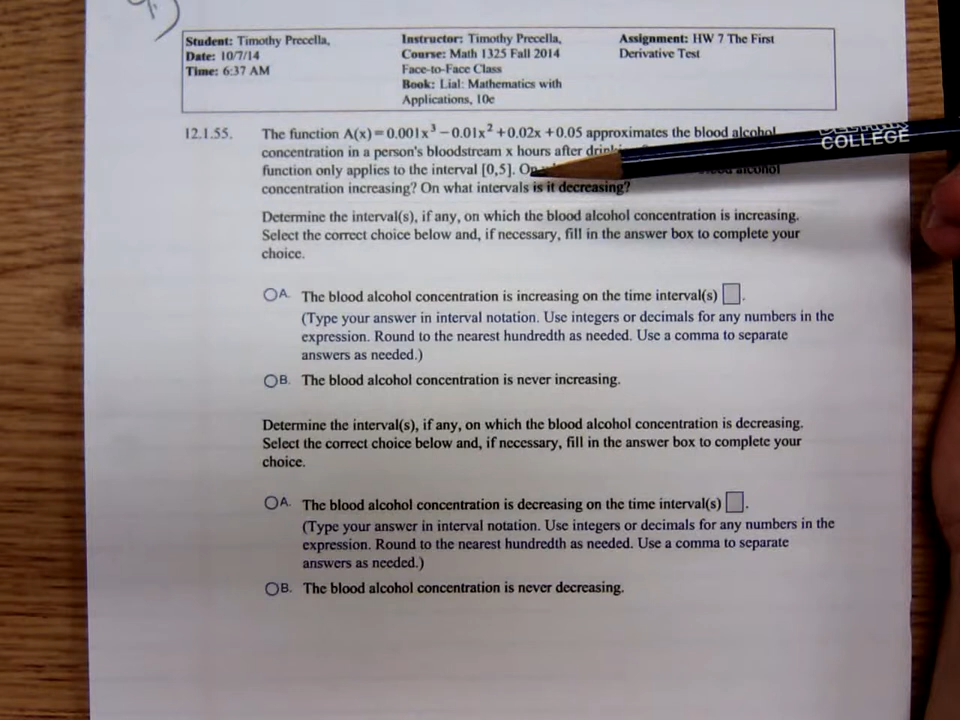 Student: Timothy Precella,
Date: 10/7/14
Time: 6:37 AM
Instructor: Timothy Precella,
Course: Math 1325 Fall 2014
Face-to-Face Class
Book: Lial: Mathematics with
Applications, 10e
Assignment: HW 7 The First
Derivative Test
12.1.55. The function A(x)=0.001x³−0.01x²+0.02x+0.05 approximates the blood alcohol
concentration in a person's bloodstream x hours after
function only applies to the interval [0,5]. alcohol
concentration increasing? On what intervals is it decreasing?
Determine the interval(s), if any, on which the blood alcohol concentration is increasing.
Select the correct choice below and, if necessary, fill in the answer box to complete your
choice.
A. The blood alcohol concentration is increasing on the time interval(s) .
(Type your answer in interval notation. Use integers or decimals for any numbers in the
expression. Round to the nearest hundredth as needed. Use a comma to separate
answers as needed.)
B. The blood alcohol concentration is never increasing.
Determine the interval(s), if any, on which the blood alcohol concentration is decreasing.
Select the correct choice below and, if necessary, fill in the answer box to complete your
choice.
A. The blood alcohol concentration is decreasing on the time interval(s) .
(Type your answer in interval notation. Use integers or decimals for any numbers in the
expression. Round to the nearest hundredth as needed. Use a comma to separate
answers as needed.)
B. The blood alcohol concentration is never decreasing.
COLLEGE